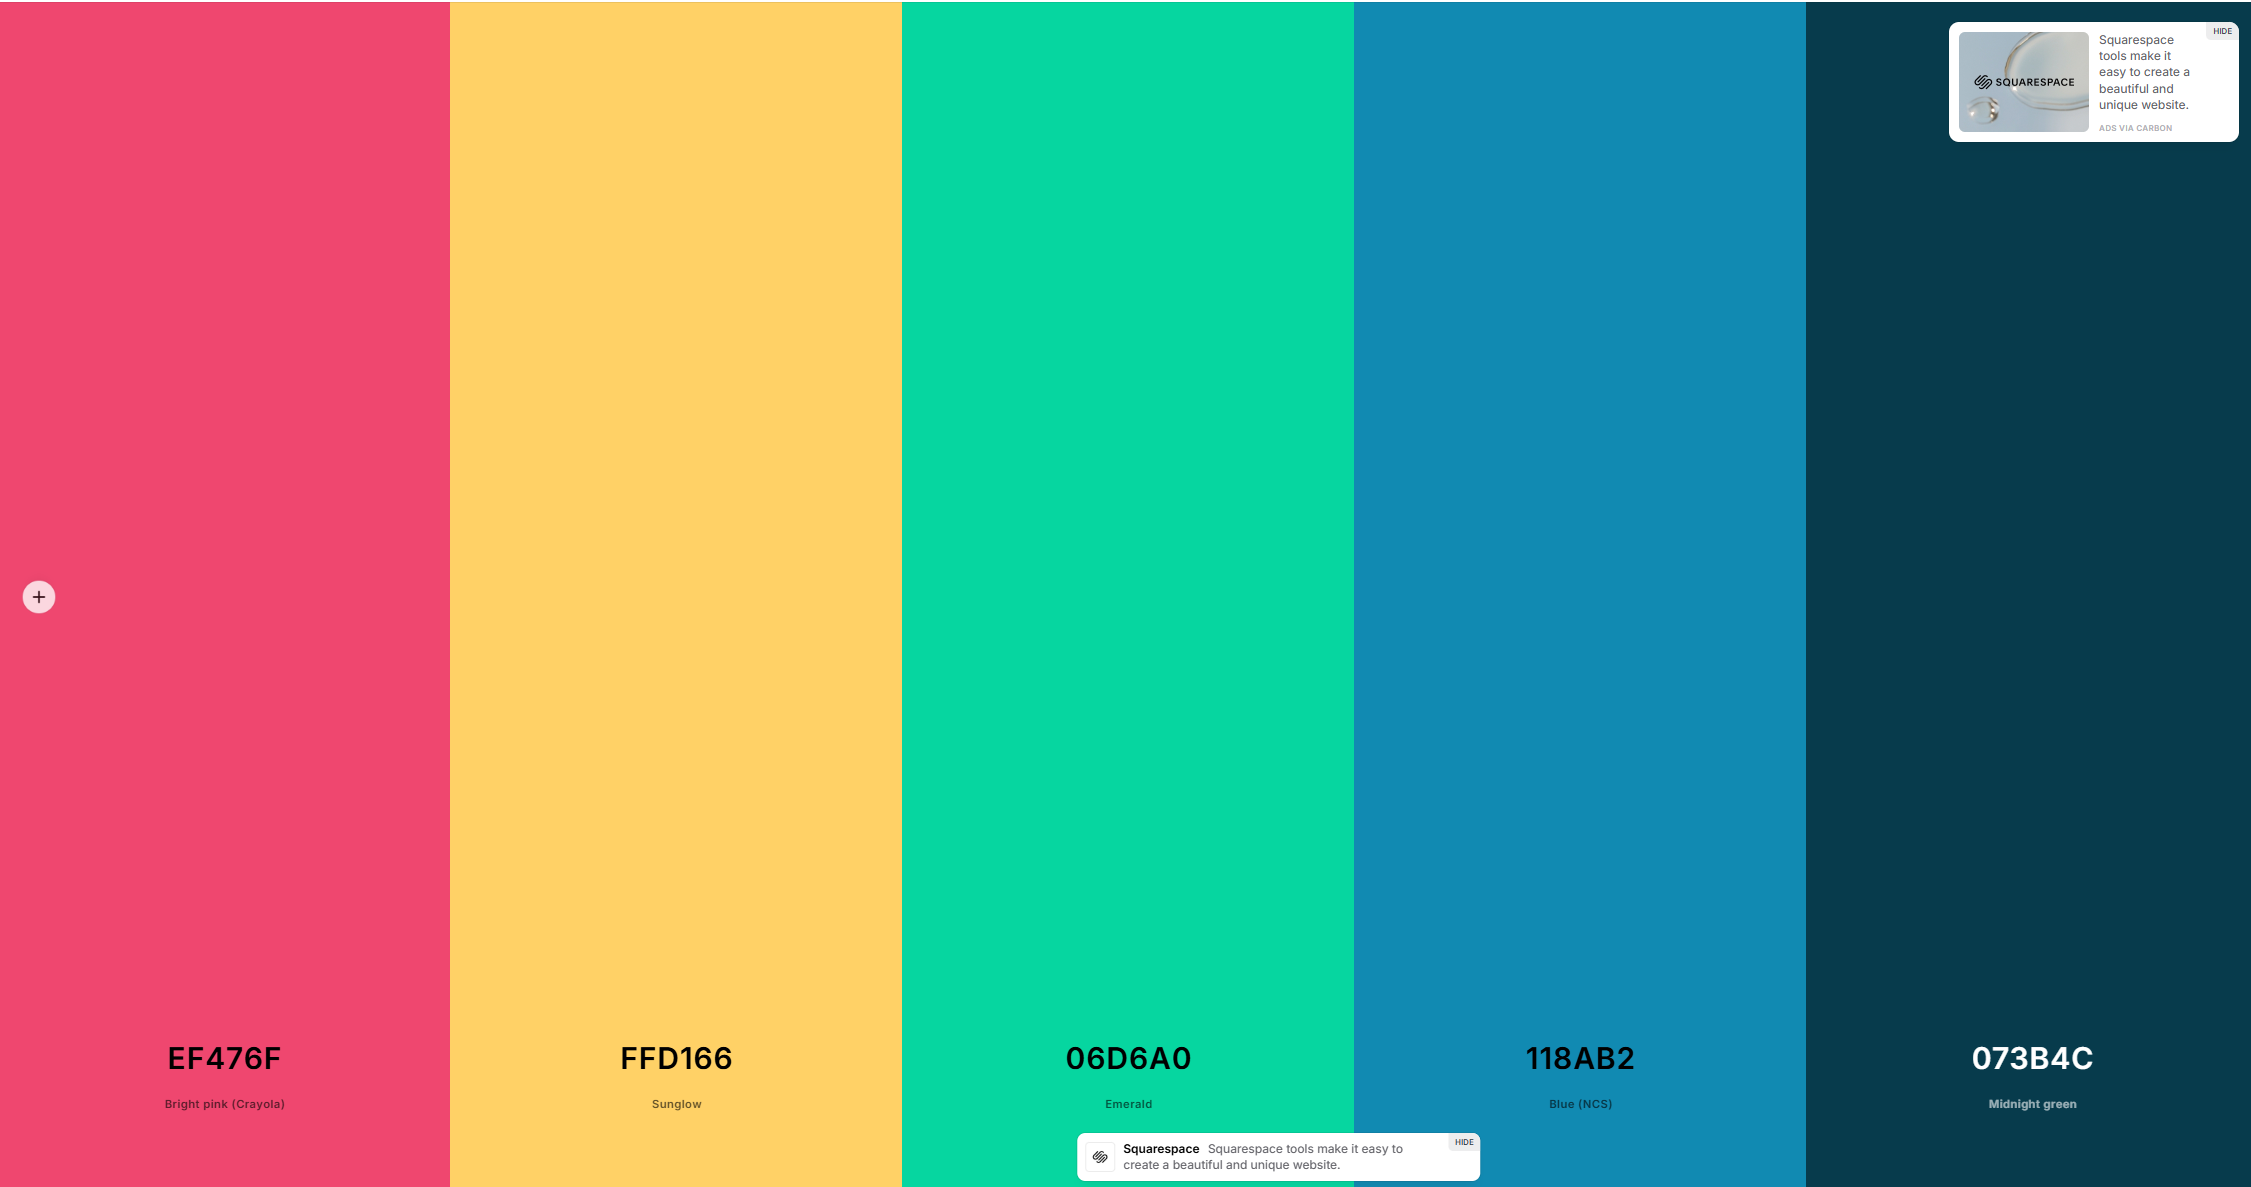 HIDE
SQUARESPACE
Squarespace
tools make it
easy to create a
beautiful and
unique website.
ADS VIA CARBON
EF476F
Bright pink (Crayola)
FFD166
Sunglow
06D6A0
Emerald
118AB2
Blue (NCS)
073B4C
Midnight green
Squarespace Squarespace tools make it easy to
create a beautiful and unique website.
HIDE